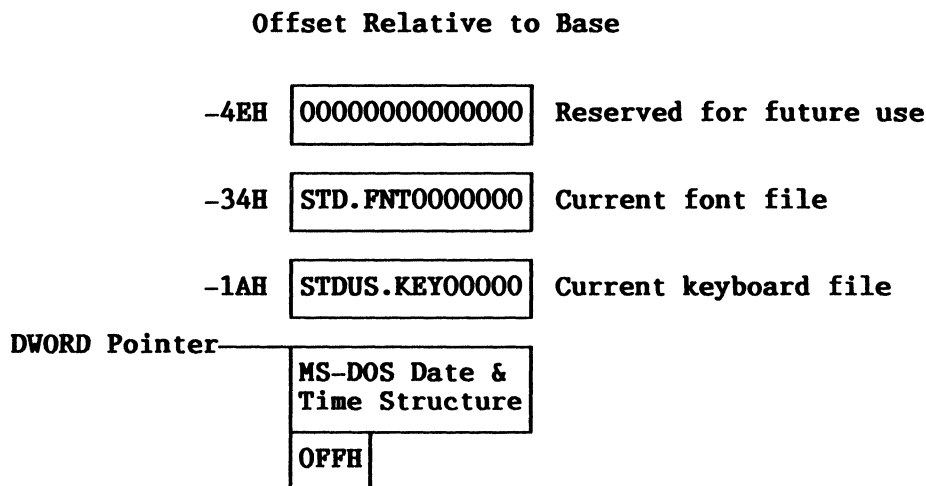 Offset Relative to Base
-4EH 00000000000000 Reserved for future use
-34H STD.FNT0000000 Current font file
-1AH STDUS.KEY00000 Current keyboard file
DWORD Pointer
MS-DOS Date &
Time Structure
OFFH